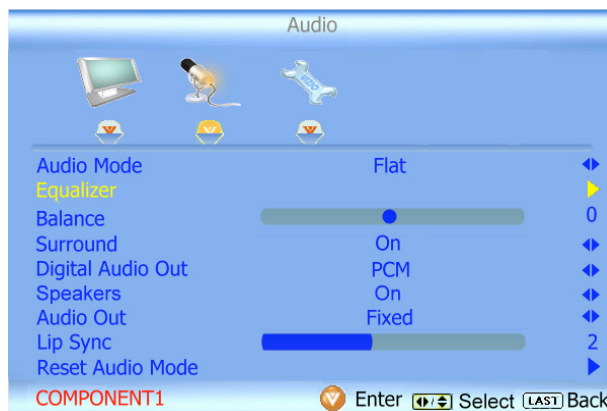 Audio
VIZIO
Audio Mode Flat
Equalizer
Balance 0
Surround On
Digital Audio Out PCM
Speakers On
Audio Out Fixed
Lip Sync 2
Reset Audio Mode
COMPONENT1 V Enter / Select LAST Back